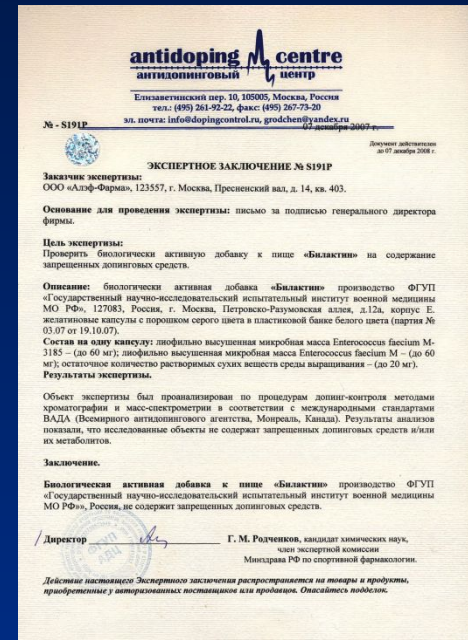 antidoping centre
антидопинговый центр
Елизаветинский пер. 10, 105005, Москва, Россия
тел.: (495) 261-92-22, факс: (495) 267-73-20
эл. почта: info@dopingcontrol.ru, grodchen@yandex.ru
№ - S191P
07 декабря 2007 г.
Документ действителен
до 07 декабря 2008 г.
ЭКСПЕРТНОЕ ЗАКЛЮЧЕНИЕ № S191P
Заказчик экспертизы:
ООО «Алэф-Фарма», 123557, г. Москва, Пресненский вал, д. 14, кв. 403.
Основание для проведения экспертизы: письмо за подписью генерального директора
фирмы.
Цель экспертизы:
Проверить биологически активную добавку к пище «Билактин» на содержание
запрещенных допинговых средств.
Описание: биологически активная добавка «Билактин» производство ФГУП
«Государственный научно-исследовательский испытательный институт военной медицины
МО РФ», 127083, Россия, г. Москва, Петровско-Разумовская аллея, д.12а, корпус Е.
желатиновые капсулы с порошком серого цвета в пластиковой банке белого цвета (партия №
03.07 от 19.10.07).
Состав на одну капсулу: лиофильно высушенная микробная масса Enterococcus faecium M-
3185 – (до 60 мг); лиофильно высушенная микробная масса Enterococcus faecium M – (до 60
мг); остаточное количество растворимых сухих веществ среды выращивания – (до 20 мг).
Результаты экспертизы.
Объект экспертизы был проанализирован по процедурам допинг-контроля методами
хроматографии и масс-спектрометрии в соответствии с международными стандартами
ВАДА (Всемирного антидопингового агентства, Монреаль, Канада). Результаты анализов
показали, что исследованные объекты не содержат запрещенных допинговых средств и/или
их метаболитов.
Заключение.
Биологическая активная добавка к пище «Билактин» производство ФГУП
«Государственный научно-исследовательский испытательный институт военной медицины
МО РФ»», Россия, не содержит запрещенных допинговых средств.
Директор Г. М. Родченков, кандидат химических наук,
член экспертной комиссии
Минздрава РФ по спортивной фармакологии.
ФГУП
АДЦ
Действие настоящего Экспертного заключения распространяется на товары и продукты,
приобретенные у авторизованных поставщиков или продавцов. Опасайтесь подделок.